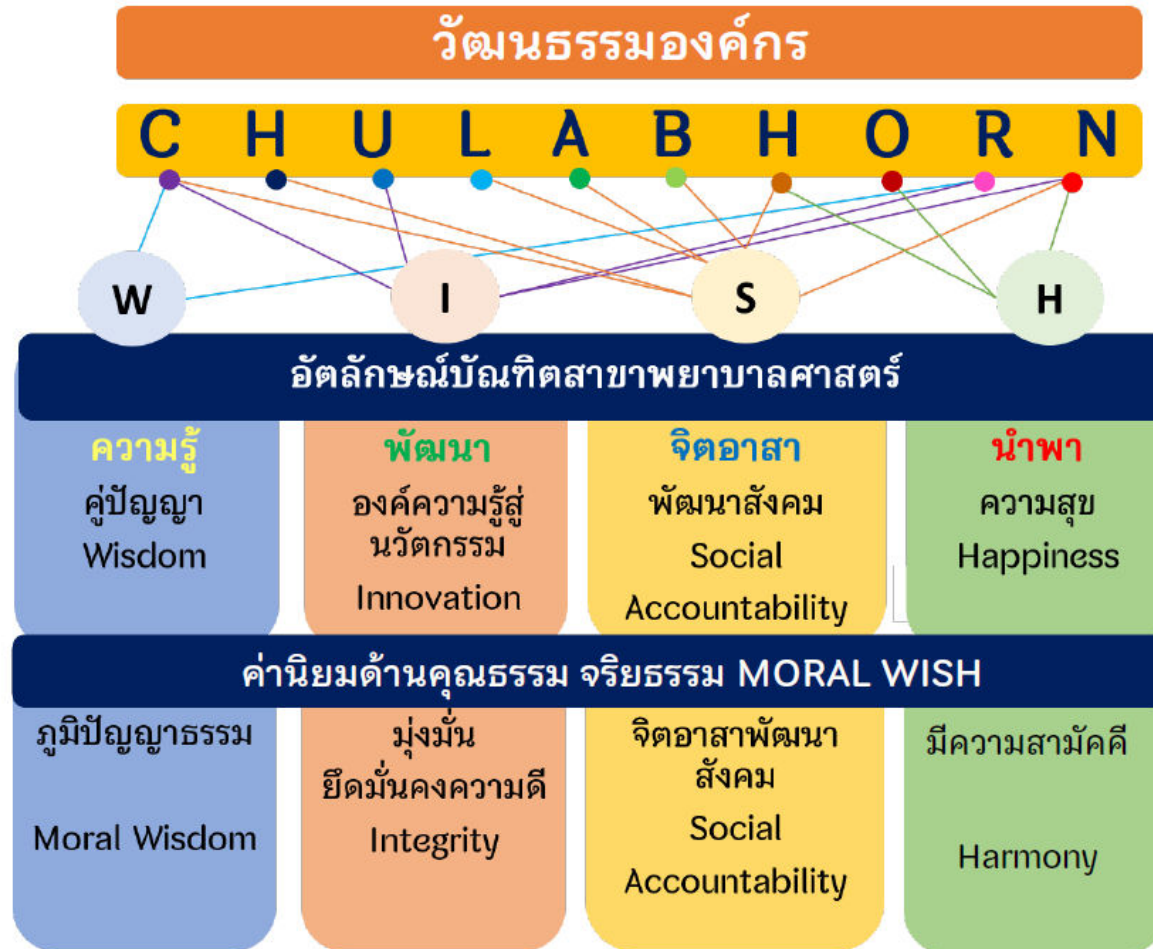 วัฒนธรรมองค์กร
C H U L A B H O R N
W I S H
อัตลักษณ์บัณฑิตสาขาพยาบาลศาสตร์
ความรู้
คู่ปัญญา
Wisdom
พัฒนา
องค์ความรู้สู่
นวัตกรรม
Innovation
จิตอาสา
พัฒนาสังคม
Social
Accountability
นำพา
ความสุข
Happiness
ค่านิยมด้านคุณธรรม จริยธรรม MORAL WISH
ภูมิปัญญาธรรม
Moral Wisdom
มุ่งมั่น
ยึดมั่นคงความดี
Integrity
จิตอาสาพัฒนา
สังคม
Social
Accountability
มีความสามัคคี
Harmony